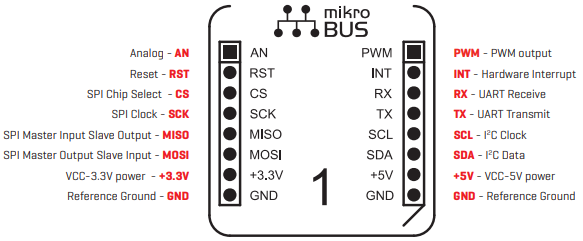 mikro
BUS
Analog - AN
AN
PWM
PWM - PWM output
Reset - RST
RST
INT
INT - Hardware Interrupt
SPI Chip Select - CS
CS
RX
RX - UART Receive
SPI Clock - SCK
SCK
TX
TX - UART Transmit
SPI Master Input Slave Output - MISO
MISO
SCL
SCL - I²C Clock
SPI Master Output Slave Input - MOSI
MOSI
SDA
SDA - I²C Data
VCC-3.3V power - +3.3V
+3.3V
+5V
+5V - VCC-5V power
Reference Ground - GND
GND
GND
GND - Reference Ground
1